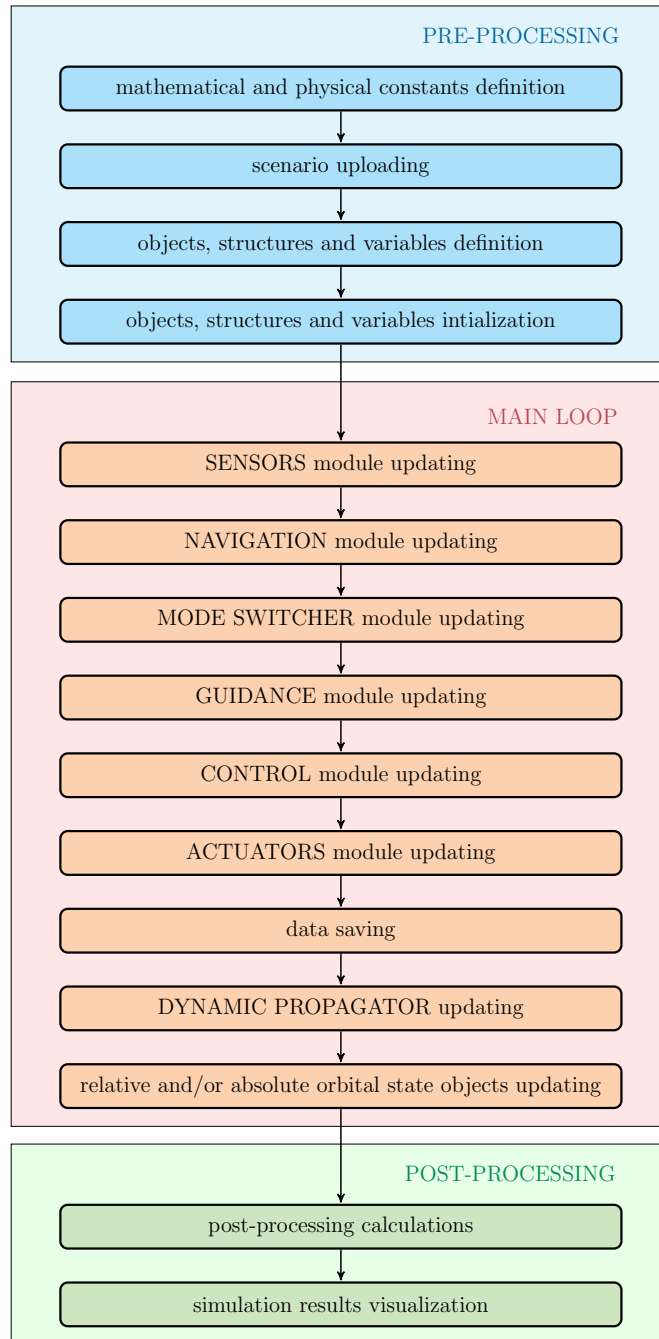 PRE-PROCESSING
mathematical and physical constants definition
scenario uploading
objects, structures and variables definition
objects, structures and variables intialization
MAIN LOOP
SENSORS module updating
NAVIGATION module updating
MODE SWITCHER module updating
GUIDANCE module updating
CONTROL module updating
ACTUATORS module updating
data saving
DYNAMIC PROPAGATOR updating
relative and/or absolute orbital state objects updating
POST-PROCESSING
post-processing calculations
simulation results visualization